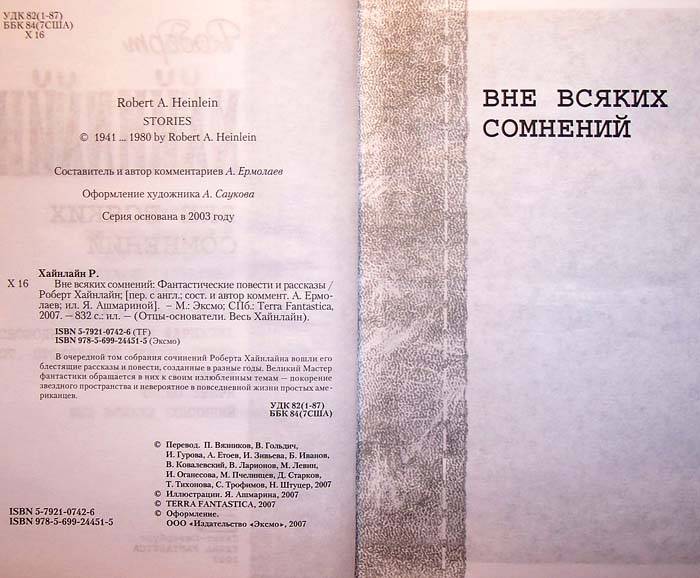 УДК 82(1-87)
ББК 84(7США)
Х 16
Robert A. Heinlein
STORIES
© 1941 ... 1980 by Robert A. Heinlein
Составитель и автор комментариев А. Ермолаев
Оформление художника А. Саукова
Серия основана в 2003 году
Хайнлайн Р.
Х 16 Вне всяких сомнений: Фантастические повести и рассказы /
Роберт Хайнлайн; [пер. с англ.; сост. и автор коммент. А. Ермо-
лаев; ил. Я. Ашмариной]. – М.: Эксмо; СПб.: Terra Fantastica,
2007. – 832 с.: ил. – (Отцы-основатели. Весь Хайнлайн).
ISBN 5-7921-0742-6 (TF)
ISBN 978-5-699-24451-5 (Эксмо)
В очередной том собрания сочинений Роберта Хайнлайна вошли его
блестящие рассказы и повести, созданные в разные годы. Великий Мастер
фантастики обращается в них к своим излюбленным темам — покорение
звездного пространства и невероятное в повседневной жизни простых аме-
риканцев.
УДК 82(1-87)
ББК 84(7США)
© Перевод. П. Вязников, В. Гольдич,
И. Гурова, А. Етоев, И. Зивьева, Б. Иванов,
В. Ковалевский, В. Ларионов, М. Левин,
И. Оганесова, М. Пчелинцев, Д. Старков,
Т. Тихонова, С. Трофимов, Н. Штуцер, 2007
© Иллюстрации. Я. Ашмарина, 2007
© TERRA FANTASTICA, 2007
© Оформление.
ООО «Издательство «Эксмо», 2007
ISBN 5-7921-0742-6
ISBN 978-5-699-24451-5
ВНЕ ВСЯКИХ
СОМНЕНИЙ